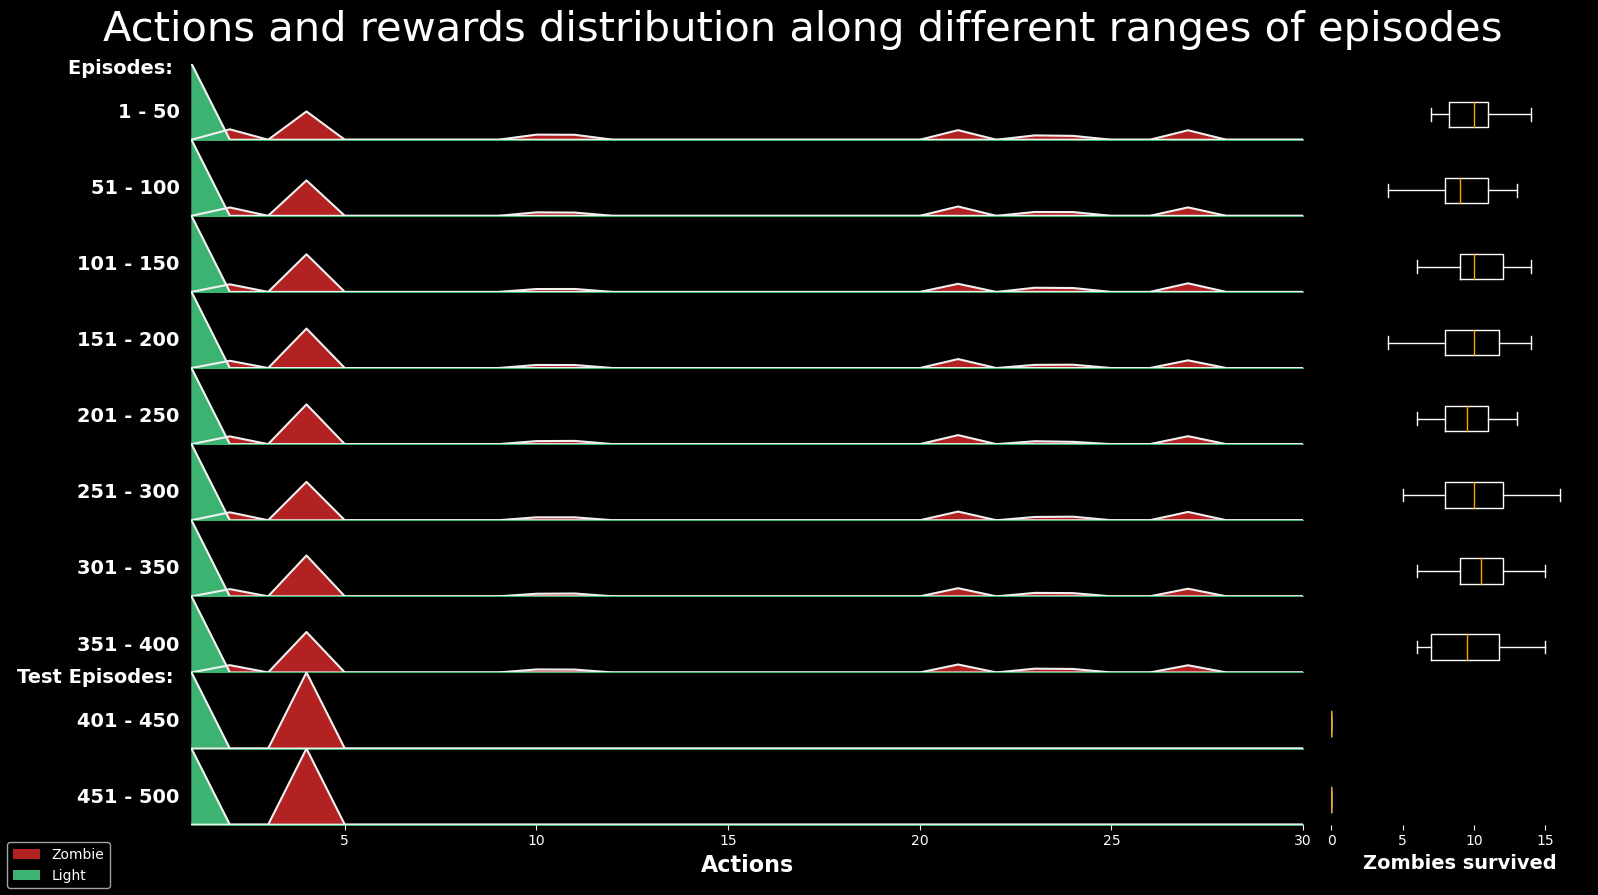 Actions and rewards distribution along different ranges of episodes
Episodes:
1 - 50
51 - 100
101 - 150
151 - 200
201 - 250
251 - 300
301 - 350
351 - 400
Test Episodes:
401 - 450
451 - 500
5 10 15 20 25 30 0 5 10 15
Actions Zombies survived
Zombie
Light